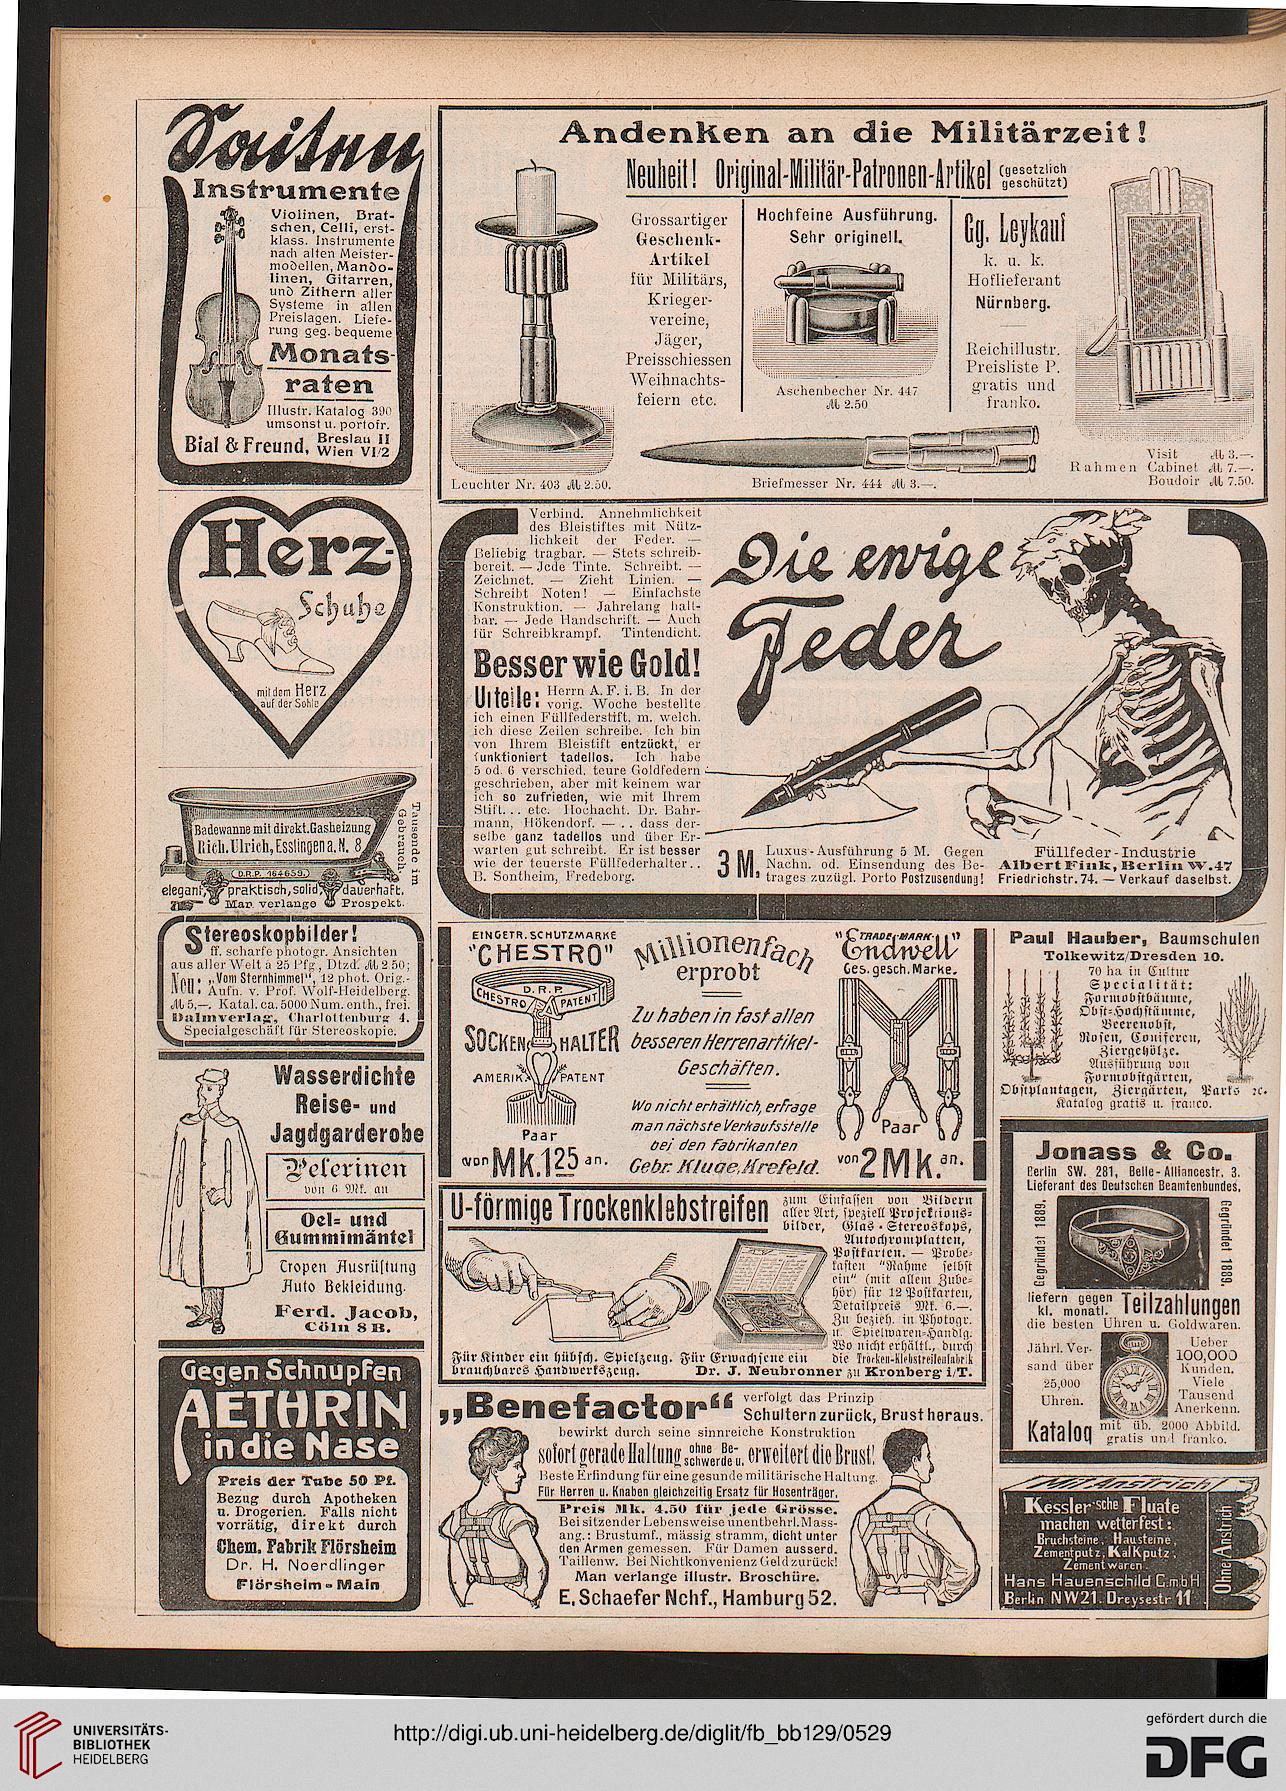 Saiten
Instrumente
Violinen, Brat-
schen, Celli, erst-
klass. Instrumente
nach alten Meister-
modellen, Mando-
linen, Gitarren,
und Zithern aller
Systeme in allen
Preislagen. Liefe-
rung geg. bequeme
Monats-
raten
Illustr. Katalog 390
umsonst u. portofr.
Bial & Freund, Breslau II
Wien VI/2
Herz-
Schuhe
mit dem Herz
auf der Sohle
Badewanne mit direkt. Gasheizung
Rich. Ulrich, Esslingen a. N. 8
D.R.P. 164659.
Tausende im
Gebrauch
elegant, praktisch, solid, dauerhaft.
Man verlange Prospekt.
Stereoskopbilder!
ff. scharfe photogr. Ansichten
aus aller Welt à 25 Pfg, Dtzd. ℳ 2.50;
Neu: „Vom Sternhimmel", 12 phot. Orig.-
Aufn. v. Prof. Wolf-Heidelberg.
ℳ 5.—. Katal. ca. 5000 Num. enth., frei.
Dalmverlag, Charlottenburg 4.
Specialgeschäft für Stereoskopie.
Wasserdichte
Reise- und
Jagdgarderobe
Pelerinen
von 6 Mk. an
Oel- und
Gummimäntel
Tropen Ausrüstung
Auto Bekleidung.
Ferd. Jacob,
Cöln 8 B.
Gegen Schnupfen
AETHRIN
in die Nase
Preis der Tube 50 Pf.
Bezug durch Apotheken
u. Drogerien. Falls nicht
vorrätig, direkt durch
Chem. Fabrik Flörsheim
Dr. H. Noerdlinger
Flörsheim-Main
Andenken an die Militärzeit!
Neuheit! Original-Militär-Patronen-Artikel (gesetzlich
geschützt)
Grossartiger
Geschenk-
Artikel
für Militärs,
Krieger-
vereine,
Jäger,
Preisschiessen
Weihnachts-
feiern etc.
Hochfeine Ausführung.
Sehr originell.
Aschenbecher Nr. 447
ℳ 2.50
Gg. Leykauf
k. u. k.
Hoflieferant
Nürnberg.
Reichillustr.
Preisliste P.
gratis und
franko.
Leuchter Nr. 403 ℳ 2.50.
Briefmesser Nr. 444 ℳ 3.—.
Visit ℳ 3.—.
Rahmen Cabinet ℳ 7.—.
Boudoir ℳ 7.50.
Verbind. Annehmlichkeit
des Bleistiftes mit Nütz-
lichkeit der Feder. —
Beliebig tragbar. — Stets schreib-
bereit. — Jede Tinte. Schreibt. —
Zeichnet. — Zieht Linien. —
Schreibt Noten! — Einfachste
Konstruktion. — Jahrelang halt-
bar. — Jede Handschrift. — Auch
für Schreibkrampf. Tintendicht.
Besser wie Gold!
Urteile: Herrn A. F. i. B. In der
vorig. Woche bestellte
ich einen Füllfederstift, m. welch.
ich diese Zeilen schreibe. Ich bin
von Ihrem Bleistift entzückt, er
funktioniert tadellos. Ich habe
5 od. 6 verschied. teure Goldfedern
geschrieben, aber mit keinem war
ich so zufrieden, wie mit Ihrem
Stift... etc. Hochacht. Dr. Bahr-
mann, Hökendorf. — .. dass der-
selbe ganz tadellos und über Er-
warten gut schreibt. Er ist besser
wie der teuerste Füllfederhalter..
B. Sontheim, Fredeborg.
Die ewige
Feder
3 M.
Luxus-Ausführung 5 M. Gegen
Nachn. od. Einsendung des Be-
trages zuzügl. Porto Postzusendung!
Füllfeder-Industrie
Albert Fink, Berlin W. 47
Friedrichstr. 74. — Verkauf daselbst.
EINGETR. SCHUTZMARKE
"CHESTRO"
D.R.P.
CHESTRO PATENT
SOCKENHALTER
AMERIK. PATENT
Paar
von Mk. 1.25 an.
Millionenfach
erprobt
Zu haben in fast allen
besseren Herrenartikel-
Geschäften.
Wo nicht erhältlich, erfrage
man nächste Verkaufsstelle
bei den Fabrikanten
Gebr. Kluge, Krefeld.
TRADE-MARK
"Endwell"
Ges. gesch. Marke.
Paar
von 2 Mk. an.
U-förmige Trockenklebstreifen
zum Einfassen von Bildern
aller Art, speziell Projektions-
bilder, Glas-Stereoskops,
Autochromplatten,
Postkarten. — Probe-
kasten "Rahme selbst
ein" (mit allem Zube-
hör) für 12 Postkarten,
Detailpreis Mk. 6.—.
Zu bezieh. in Photogr.
u. Spielwaren-Handlg.
Wo nicht erhältl., durch
die Trocken-Klebstreifenfabrik
Für Kinder ein hübsch. Spielzeug. Für Erwachsene ein
brauchbares Handwerkszeug. Dr. J. Neubronner zu Kronberg i/T.
„Benefactor" verfolgt das Prinzip
Schultern zurück, Brust heraus.
bewirkt durch seine sinnreiche Konstruktion
sofort gerade Haltung ohne Be-
schwerde u. erweitert die Brust!
Beste Erfindung für eine gesunde militärische Haltung.
Für Herren u. Knaben gleichzeitig Ersatz für Hosenträger.
Preis Mk. 4.50 für jede Grösse.
Bei sitzender Lebensweise unentbehrl. Mass-
ang.: Brustumf., mässig stramm, dicht unter
den Armen gemessen. Für Damen ausserd.
Taillenw. Bei Nichtkonvenienz Geld zurück!
Man verlange illustr. Broschüre.
E. Schaefer Nchf., Hamburg 52.
Paul Hauber, Baumschulen
Tolkewitz/Dresden 10.
70 ha in Cultur
Specialität:
Formobstbäume,
Obst-Hochstämme,
Beerenobst,
Rosen, Coniferen,
Ziergehölze.
Ausführung von
Formobstgärten,
Obstplantagen, Ziergärten, Parks ꝛc.
Katalog gratis u. franco.
Jonass & Co.
Berlin SW. 281, Belle-Alliancestr. 3.
Lieferant des Deutschen Beamtenbundes.
Gegründet 1889.
Gegründet 1889.
liefern gegen
kl. monatl. Teilzahlungen
die besten Uhren u. Goldwaren.
Jährl. Ver-
sand über
25,000
Uhren.
Ueber
100,000
Kunden.
Viele
Tausend
Anerkenn.
Katalog mit üb. 2000 Abbild.
gratis und franko.
Mit Anstrich
Kessler'sche Fluate
machen wetterfest:
Bruchsteine, Hausteine,
Zementputz, Kalkputz,
Zementwaren
Hans Hauenschild G.m.b.H
Berlin NW 21. Dreysestr. 11
Ohne Anstrich
UNIVERSITÄTS-
BIBLIOTHEK
HEIDELBERG
http://digi.ub.uni-heidelberg.de/diglit/fb_bb129/0529
gefördert durch die
DFG